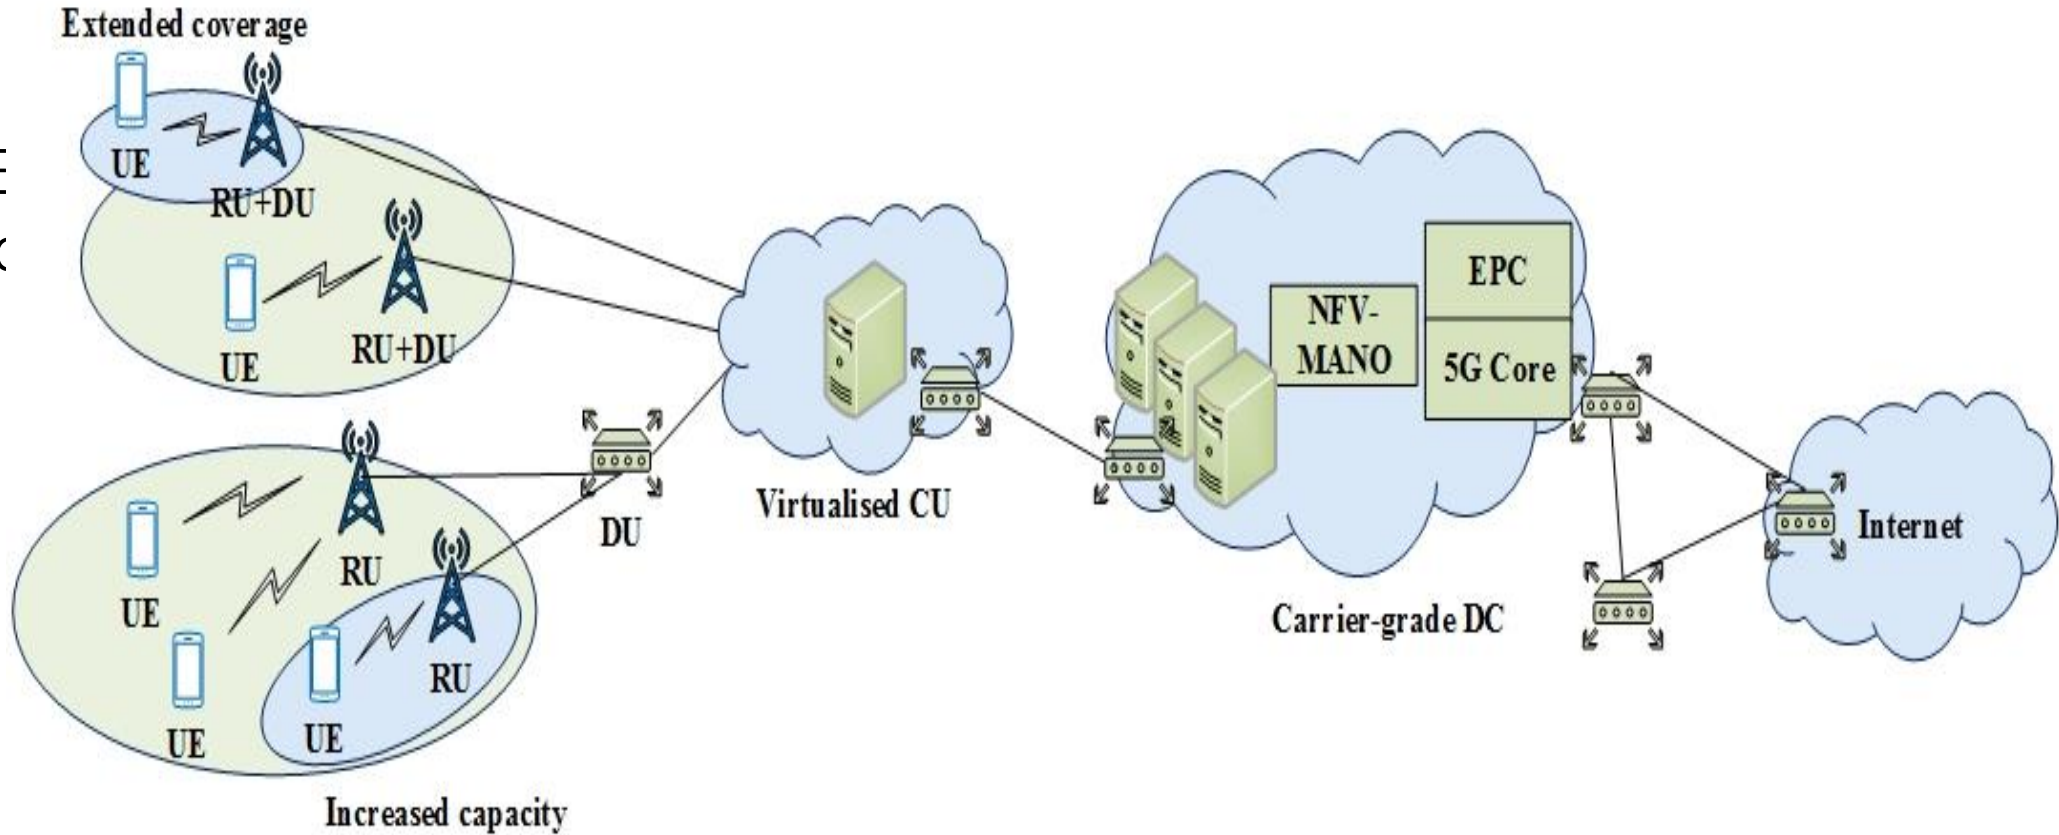 Extended coverage
UE
RU+DU
UE
RU+DU
RU
UE
UE
UE
RU
DU
Increased capacity
Virtualised CU
NFV-
MANO
EPC
5G Core
Carrier-grade DC
Internet